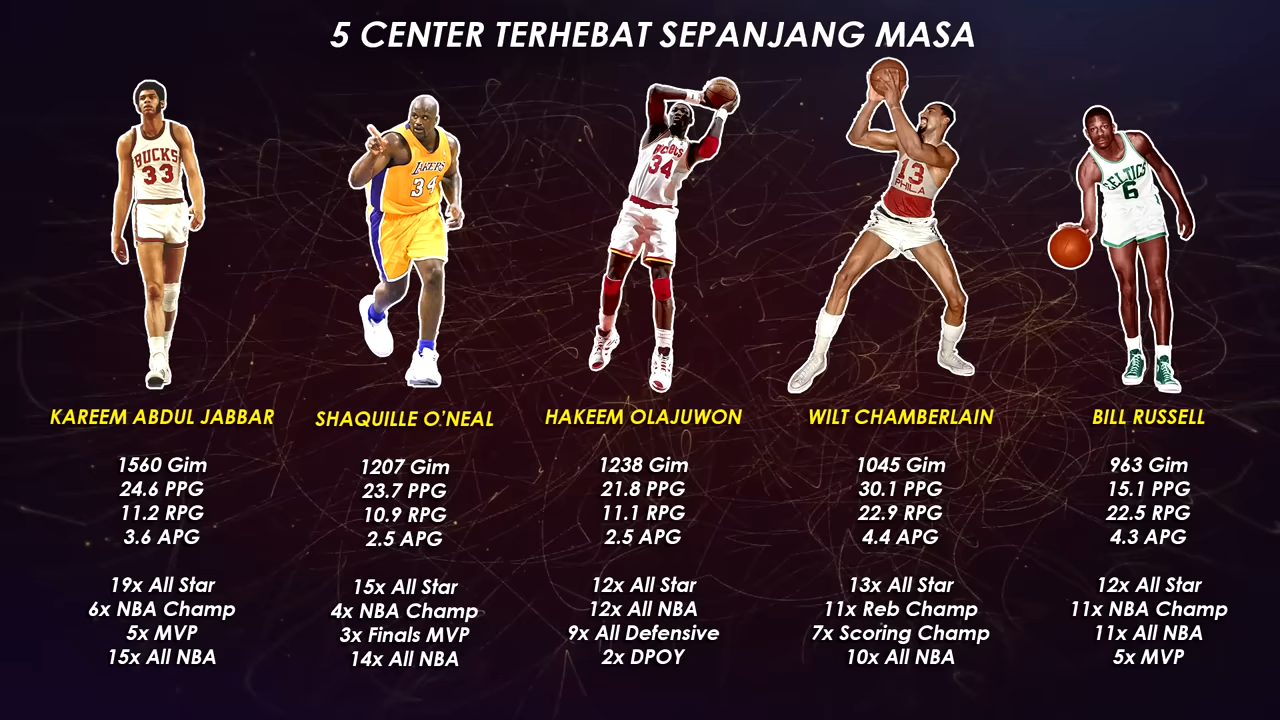 5 CENTER TERHEBAT SEPANJANG MASA
BUCKS
33
LAKERS
34
ROCKETS
34
13
PHILA
CELTICS
6
KAREEM ABDUL JABBAR
1560 Gim
24.6 PPG
11.2 RPG
3.6 APG
19x All Star
6x NBA Champ
5x MVP
15x All NBA
SHAQUILLE O'NEAL
1207 Gim
23.7 PPG
10.9 RPG
2.5 APG
15x All Star
4x NBA Champ
3x Finals MVP
14x All NBA
HAKEEM OLAJUWON
1238 Gim
21.8 PPG
11.1 RPG
2.5 APG
12x All Star
12x All NBA
9x All Defensive
2x DPOY
WILT CHAMBERLAIN
1045 Gim
30.1 PPG
22.9 RPG
4.4 APG
13x All Star
11x Reb Champ
7x Scoring Champ
10x All NBA
BILL RUSSELL
963 Gim
15.1 PPG
22.5 RPG
4.3 APG
12x All Star
11x NBA Champ
11x All NBA
5x MVP